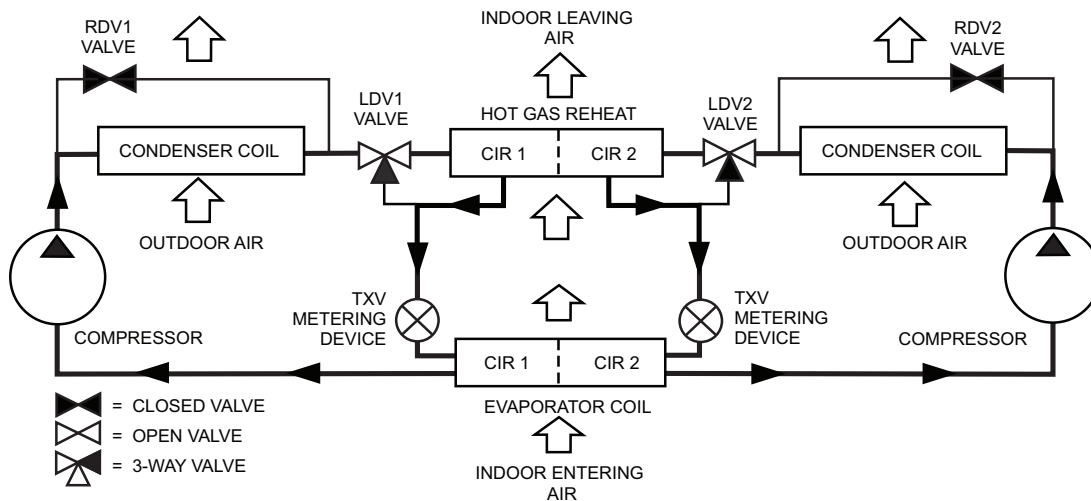 RDV1
VALVE
INDOOR LEAVING
AIR
RDV2
VALVE
LDV1
VALVE
HOT GAS REHEAT
LDV2
VALVE
CONDENSER COIL
CIR 1
CIR 2
CONDENSER COIL
OUTDOOR AIR
OUTDOOR AIR
TXV
METERING
DEVICE
TXV
METERING
DEVICE
COMPRESSOR
COMPRESSOR
CIR 1
CIR 2
EVAPORATOR COIL
= CLOSED VALVE
= OPEN VALVE
= 3-WAY VALVE
INDOOR ENTERING
AIR